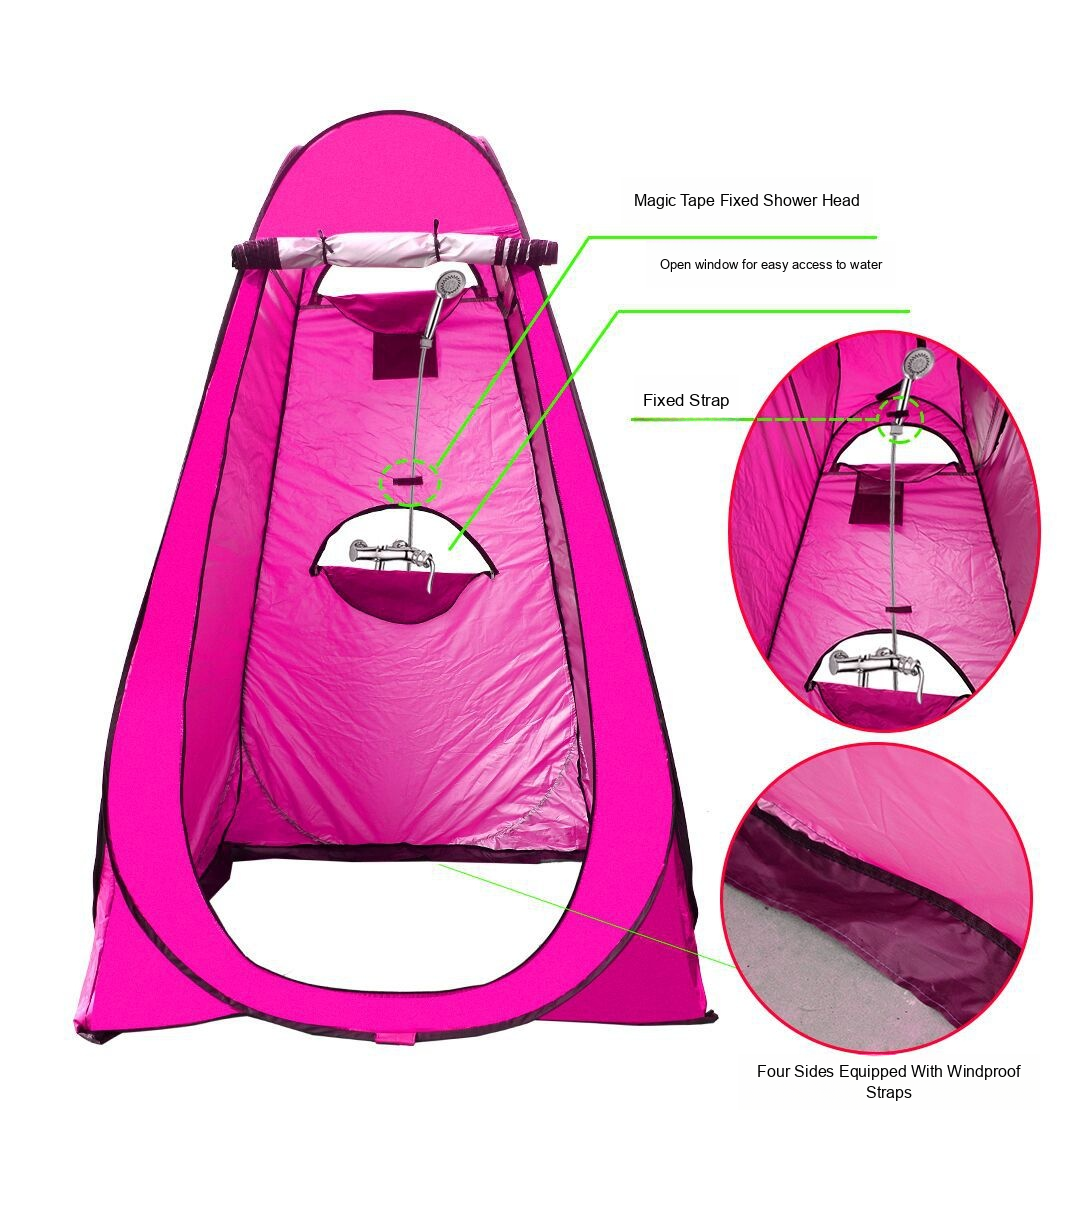 Magic Tape Fixed Shower Head
Open window for easy access to water
Fixed Strap
Four Sides Equipped With Windproof
Straps